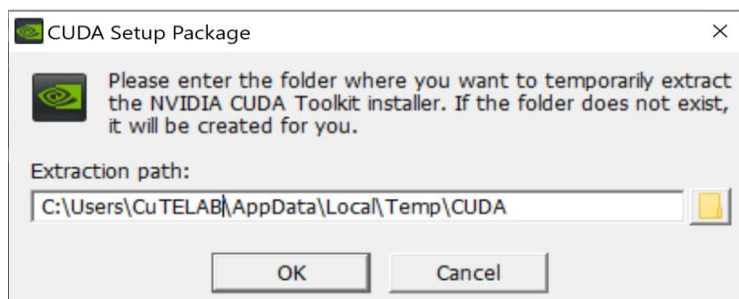 CUDA Setup Package
Please enter the folder where you want to temporarily extract
the NVIDIA CUDA Toolkit installer. If the folder does not exist,
it will be created for you.
Extraction path:
C:\Users\CuTELAB\AppData\Local\Temp\CUDA
OK
Cancel